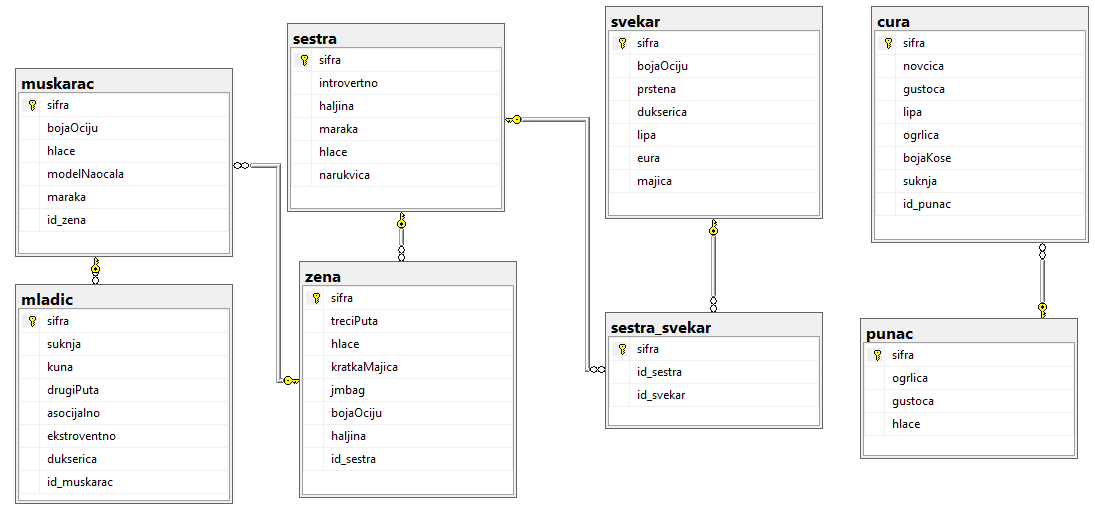 muskarac
sifra
bojaOciju
hlace
modelNaocala
maraka
id_zena
mladic
sifra
suknja
kuna
drugiPuta
asocijalno
ekstroventno
dukserica
id_muskarac
sestra
sifra
introvertno
haljina
maraka
hlace
narukvica
zena
sifra
treciPuta
hlace
kratkaMajica
jmbag
bojaOciju
haljina
id_sestra
svekar
sifra
bojaOciju
prstena
dukserica
lipa
eura
majica
sestra_svekar
sifra
id_sestra
id_svekar
cura
sifra
novcica
gustoca
lipa
ogrlica
bojaKose
suknja
id_punac
punac
sifra
ogrlica
gustoca
hlace